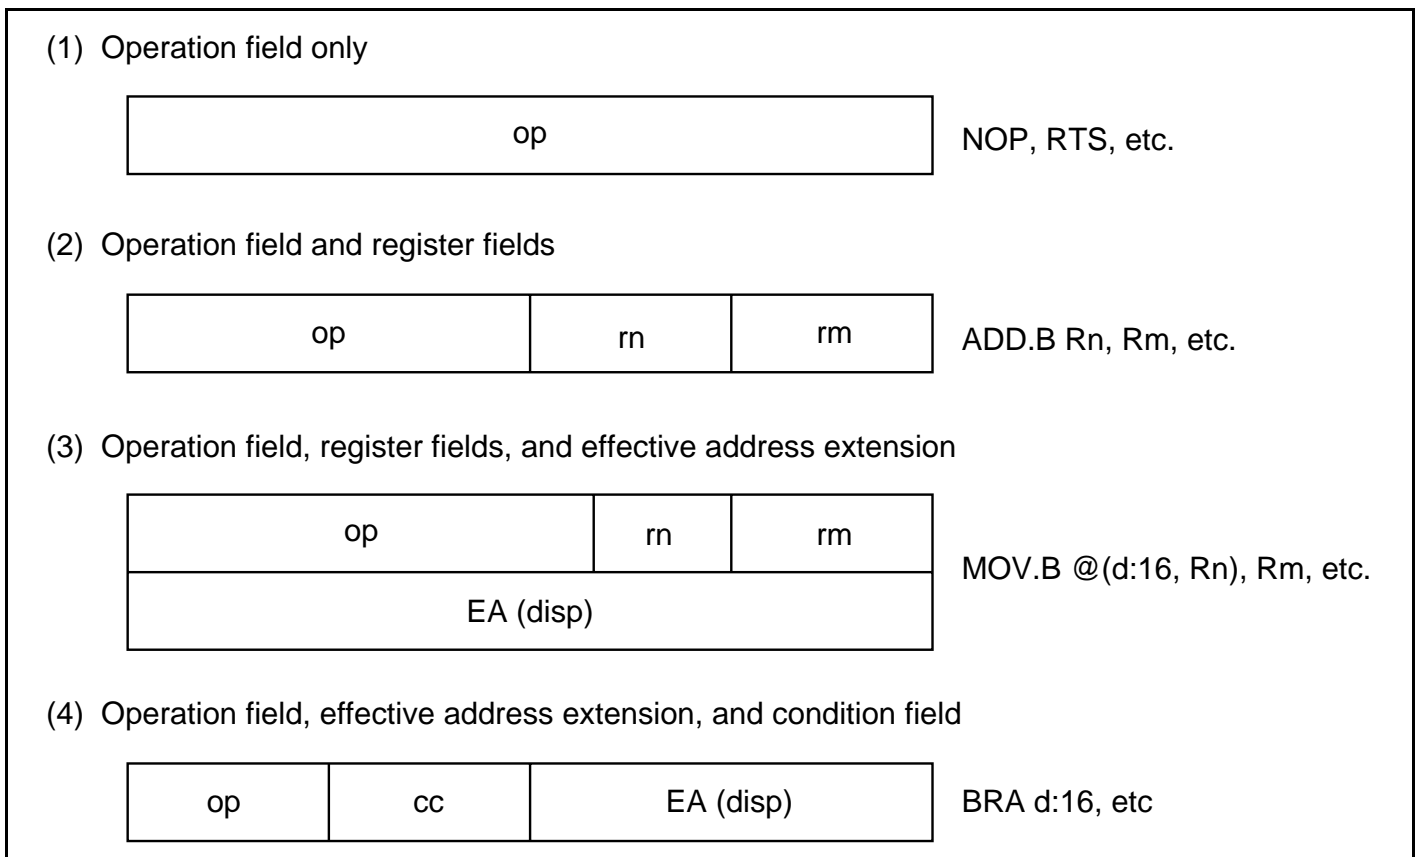 (1) Operation field only
op
NOP, RTS, etc.
(2) Operation field and register fields
op rn rm
ADD.B Rn, Rm, etc.
(3) Operation field, register fields, and effective address extension
op rn rm
MOV.B @(d:16, Rn), Rm, etc.
EA (disp)
(4) Operation field, effective address extension, and condition field
op cc EA (disp)
BRA d:16, etc